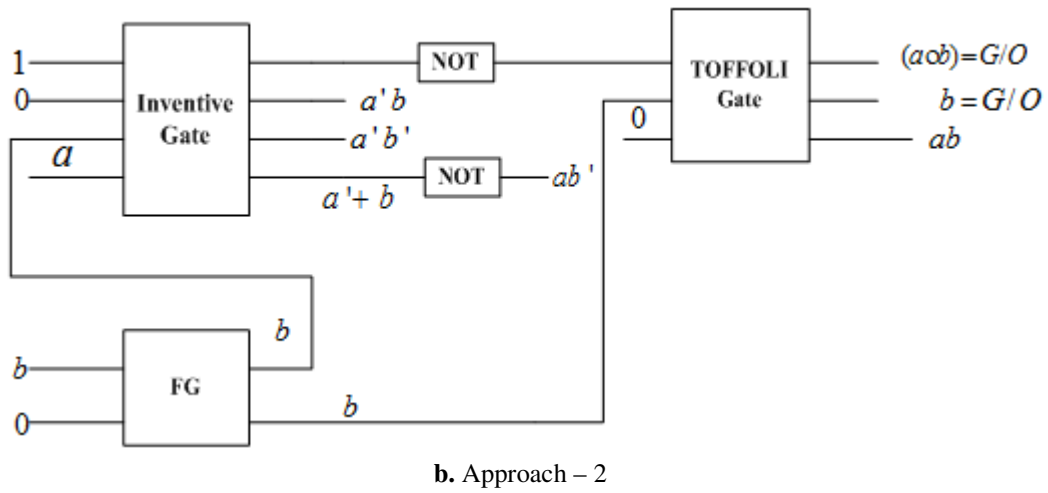 1
0
a
Inventive
Gate
a'b
a'b'
a'+b
NOT
NOT
ab'
0
TOFFOLI
Gate
(a∝b)=G/O
b=G/O
ab
b
0
FG
b
b
b. Approach – 2